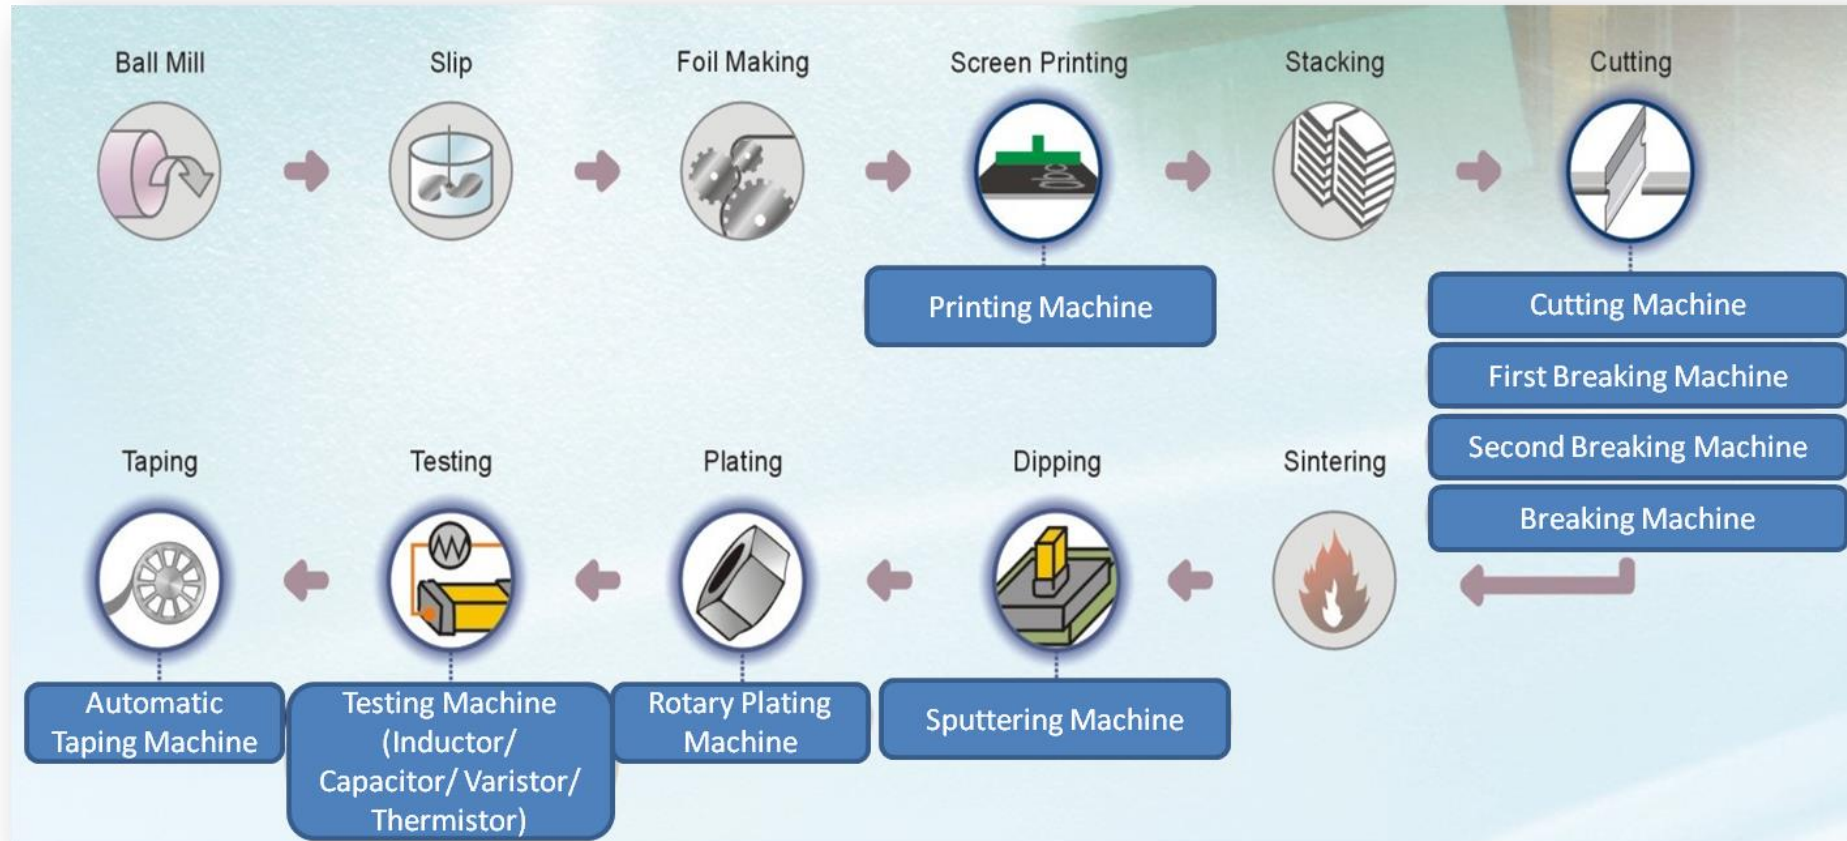 Ball Mill
Slip
Foil Making
Screen Printing
Stacking
Cutting
abc
Printing Machine
Cutting Machine
First Breaking Machine
Second Breaking Machine
Breaking Machine
Taping
Testing
Plating
Dipping
Sintering
Automatic
Taping Machine
Testing Machine
(Inductor/
Capacitor/ Varistor/
Thermistor)
Rotary Plating
Machine
Sputtering Machine